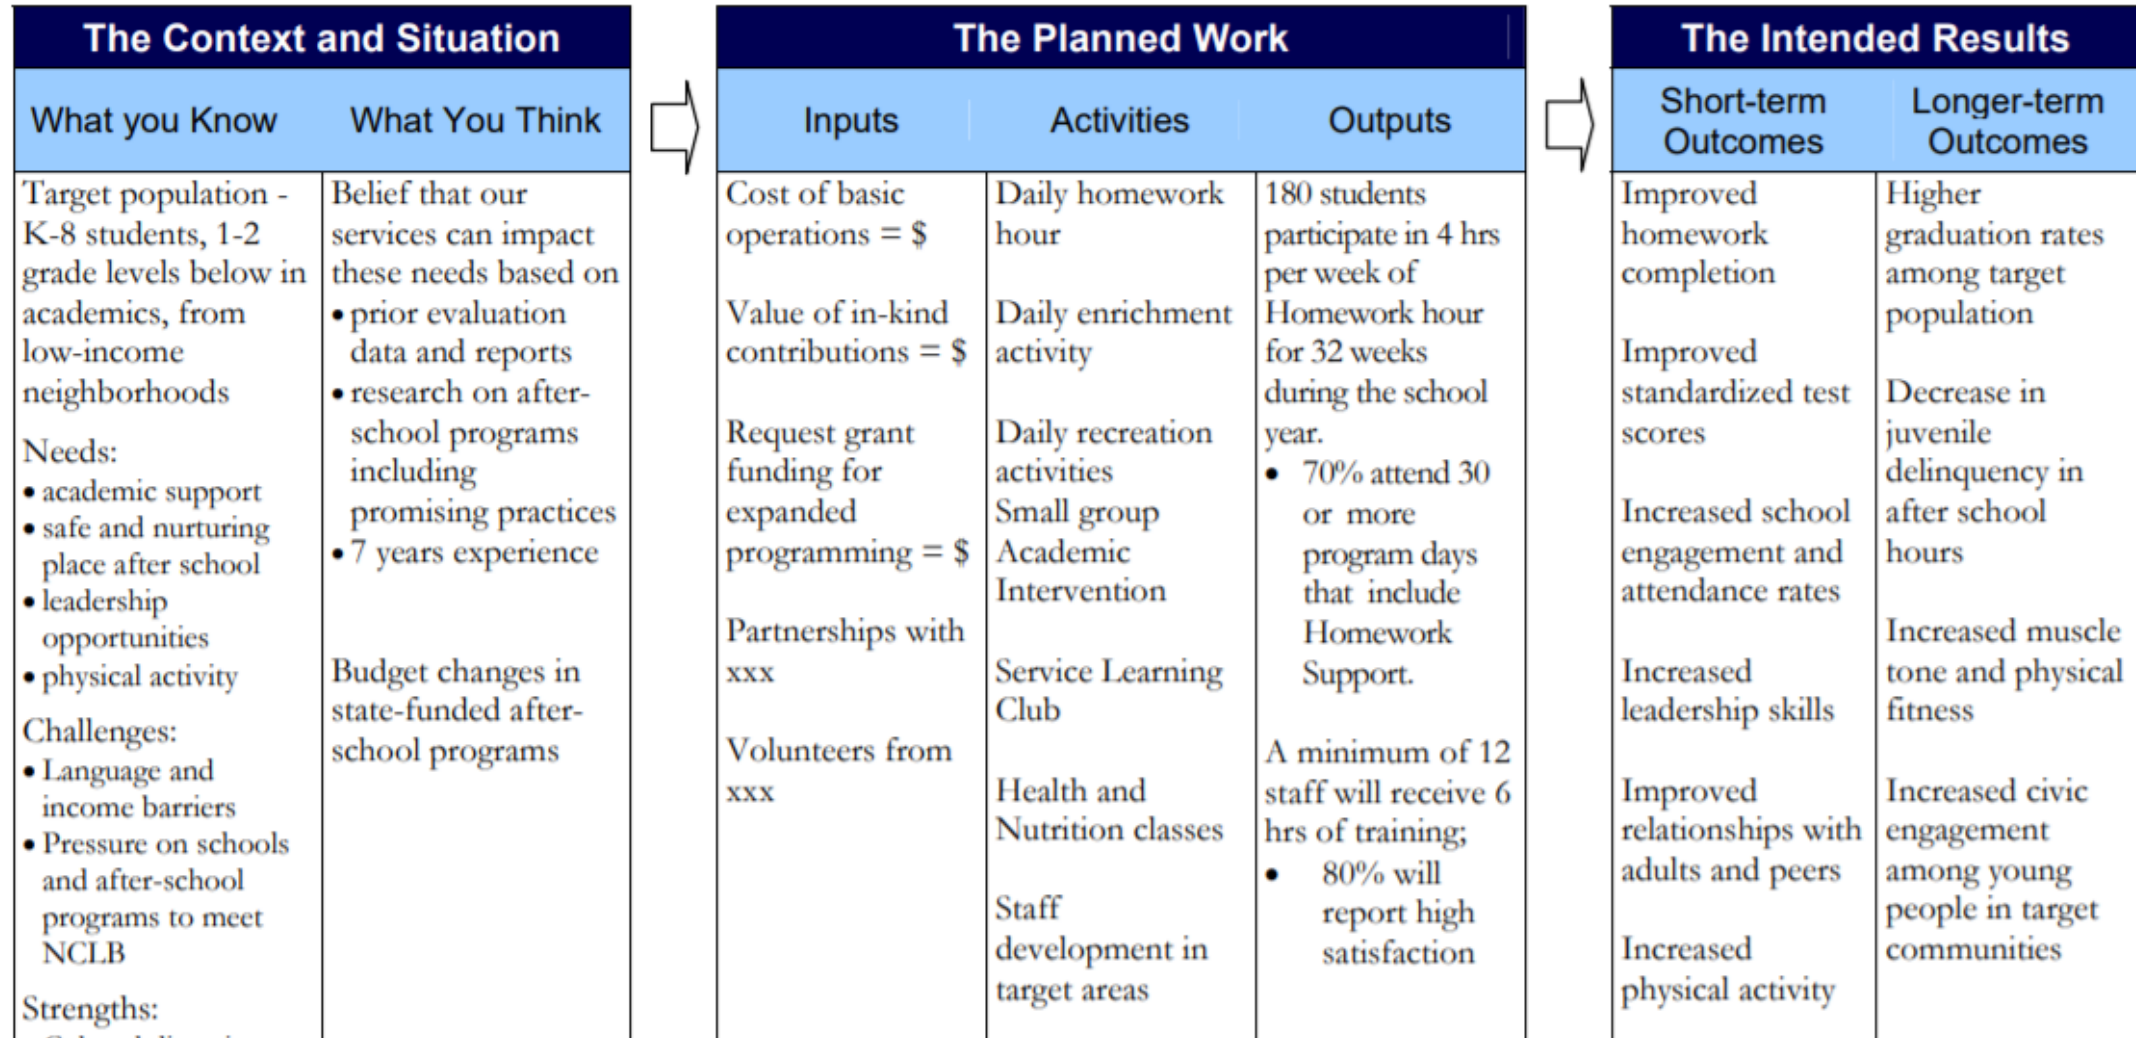 The Context and Situation
What you Know
What You Think
Target population -
K-8 students, 1-2
grade levels below in
academics, from
low-income
neighborhoods
Needs:
• academic support
• safe and nurturing
place after school
• leadership
opportunities
• physical activity
Challenges:
• Language and
income barriers
• Pressure on schools
and after-school
programs to meet
NCLB
Strengths:
Belief that our
services can impact
these needs based on
• prior evaluation
data and reports
• research on after-
school programs
including
promising practices
• 7 years experience
Budget changes in
state-funded after-
school programs
The Planned Work
Inputs
Activities
Outputs
Cost of basic
operations = $
Value of in-kind
contributions = $
Request grant
funding for
expanded
programming = $
Partnerships with
xxx
Volunteers from
xxx
Daily homework
hour
Daily enrichment
activity
Daily recreation
activities
Small group
Academic
Intervention
Service Learning
Club
Health and
Nutrition classes
Staff
development in
target areas
180 students
participate in 4 hrs
per week of
Homework hour
for 32 weeks
during the school
year.
• 70% attend 30
or more
program days
that include
Homework
Support.
A minimum of 12
staff will receive 6
hrs of training;
• 80% will
report high
satisfaction
The Intended Results
Short-term
Outcomes
Longer-term
Outcomes
Improved
homework
completion
Improved
standardized test
scores
Increased school
engagement and
attendance rates
Increased
leadership skills
Improved
relationships with
adults and peers
Increased
physical activity
Higher
graduation rates
among target
population
Decrease in
juvenile
delinquency in
after school
hours
Increased muscle
tone and physical
fitness
Increased civic
engagement
among young
people in target
communities